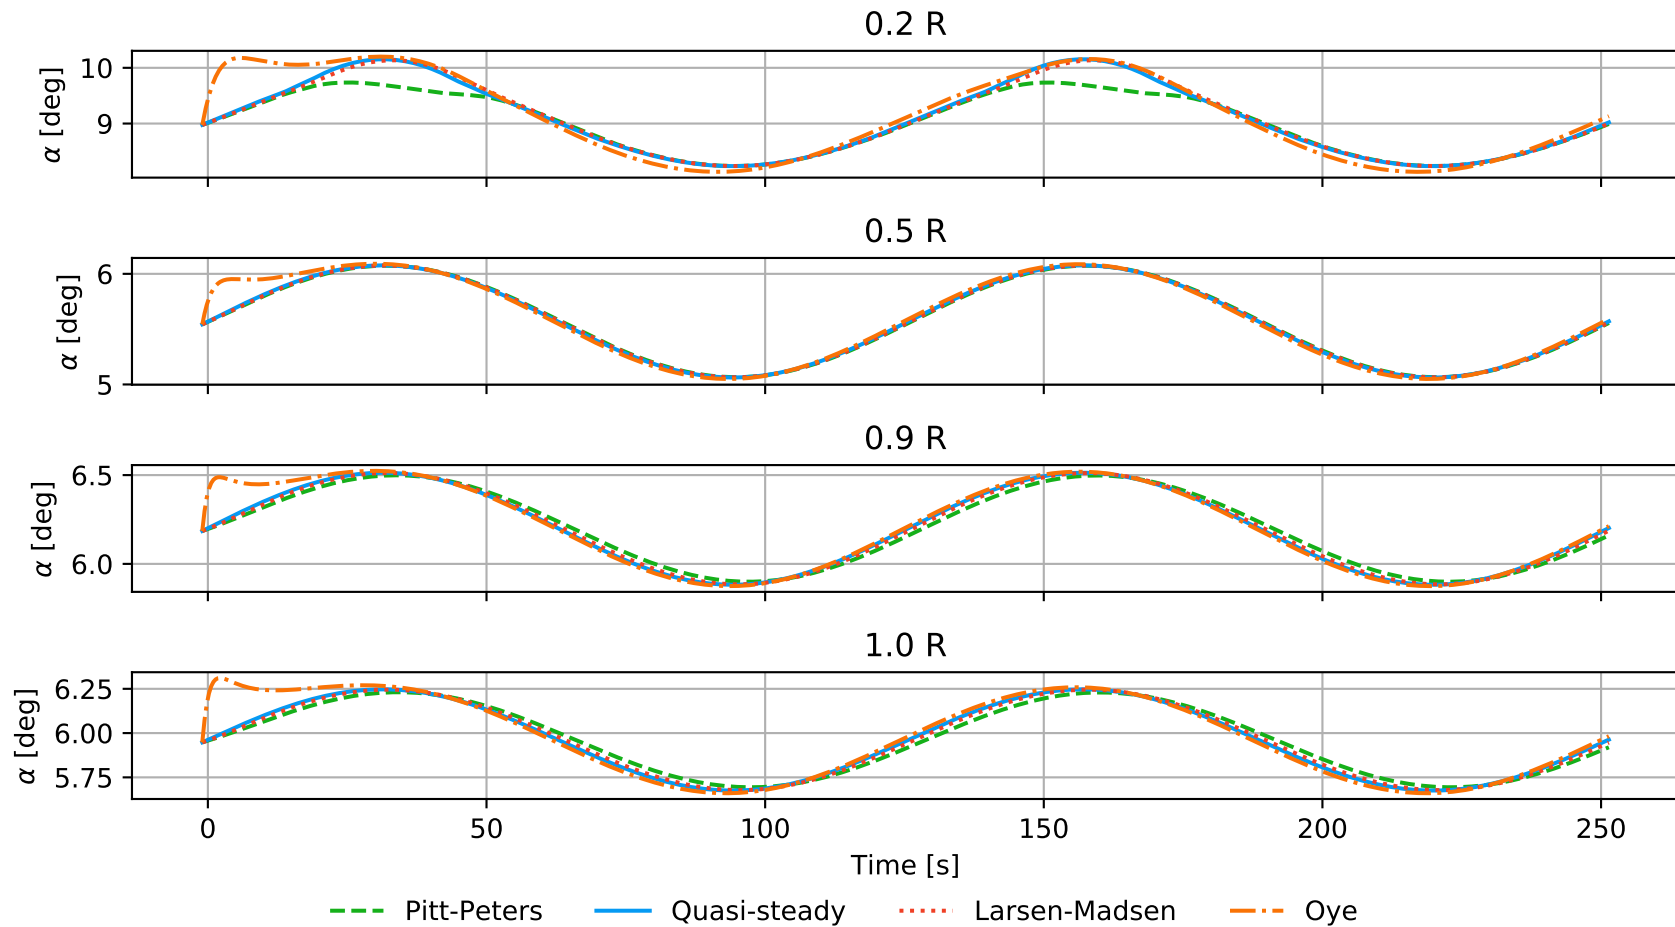 0.2 R
10
9
α [deg]
0.5 R
6
5
α [deg]
0.9 R
6.5
6.0
α [deg]
1.0 R
6.25
6.00
5.75
α [deg]
0 50 100 150 200 250
Time [s]
Pitt-Peters Quasi-steady Larsen-Madsen Oye